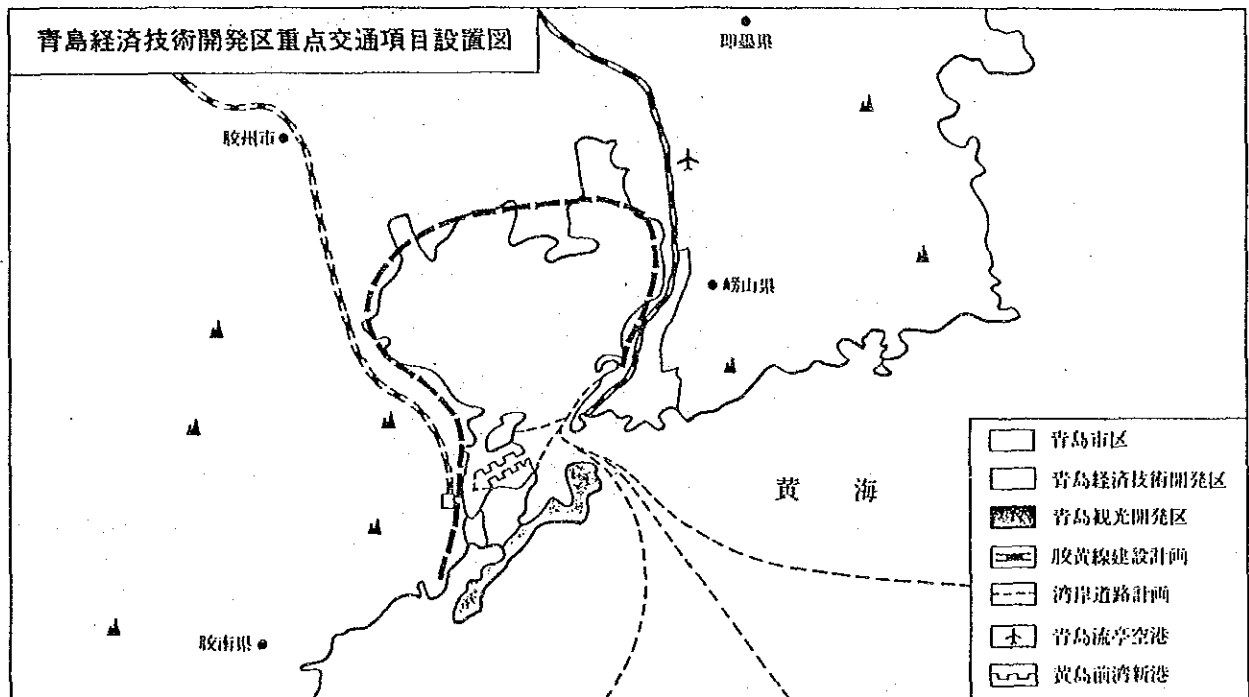 青島経済技術開発区重点交通項目設置図
即墨県
胶州市
崂山県
黄海
胶南県
青島市区
青島経済技術開発区
青島観光開発区
胶黄線建設計画
湾岸道路計画
青島流亭空港
黄島前湾新港